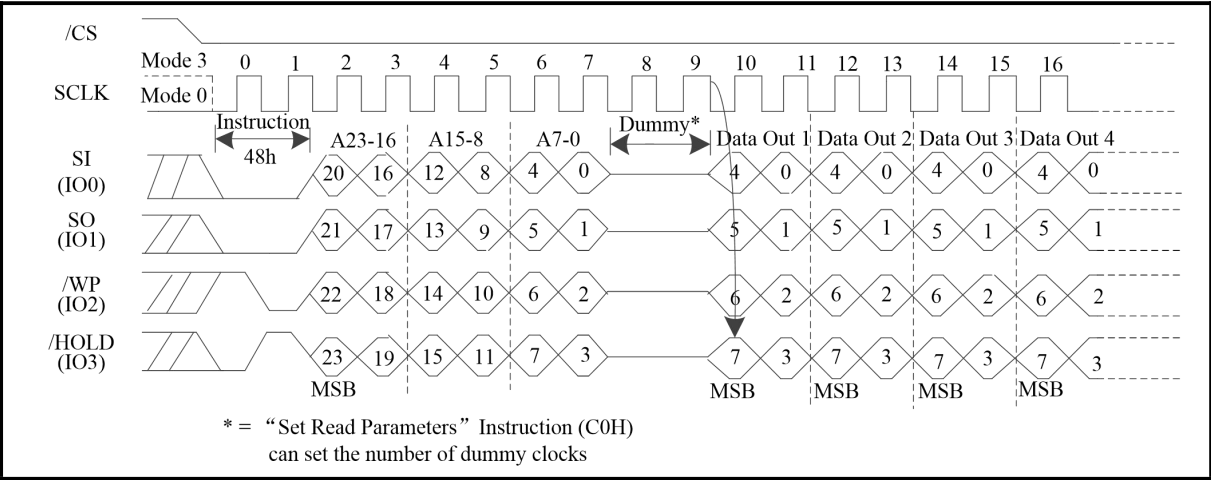 /CS
Mode 3 0 1 2 3 4 5 6 7 8 9 10 11 12 13 14 15 16
SCLK Mode 0
Instruction Dummy*
48h A23-16 A15-8 A7-0 Data Out 1 Data Out 2 Data Out 3 Data Out 4
SI
(IO0) 20 16 12 8 4 0 4 0 4 0 4 0 4 0
SO
(IO1) 21 17 13 9 5 1 5 1 5 1 5 1 5 1
/WP
(IO2) 22 18 14 10 6 2 6 2 6 2 6 2 6 2
/HOLD
(IO3) 23 19 15 11 7 3 7 3 7 3 7 3 7 3
MSB MSB MSB MSB MSB
* = “Set Read Parameters” Instruction (C0H)
can set the number of dummy clocks